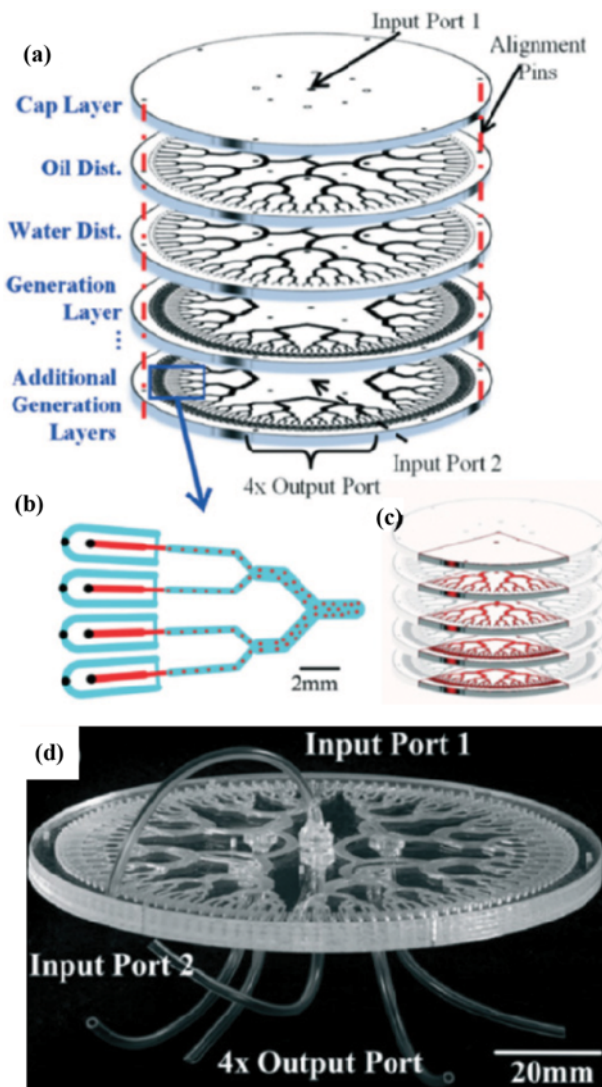 (a)
Input Port 1
Alignment
Pins
Cap Layer
Oil Dist.
Water Dist.
Generation
Layer
⋮
Additional
Generation
Layers
4x Output Port
Input Port 2
(b)
2mm
(c)
(d)
Input Port 1
Input Port 2
4x Output Port
20mm